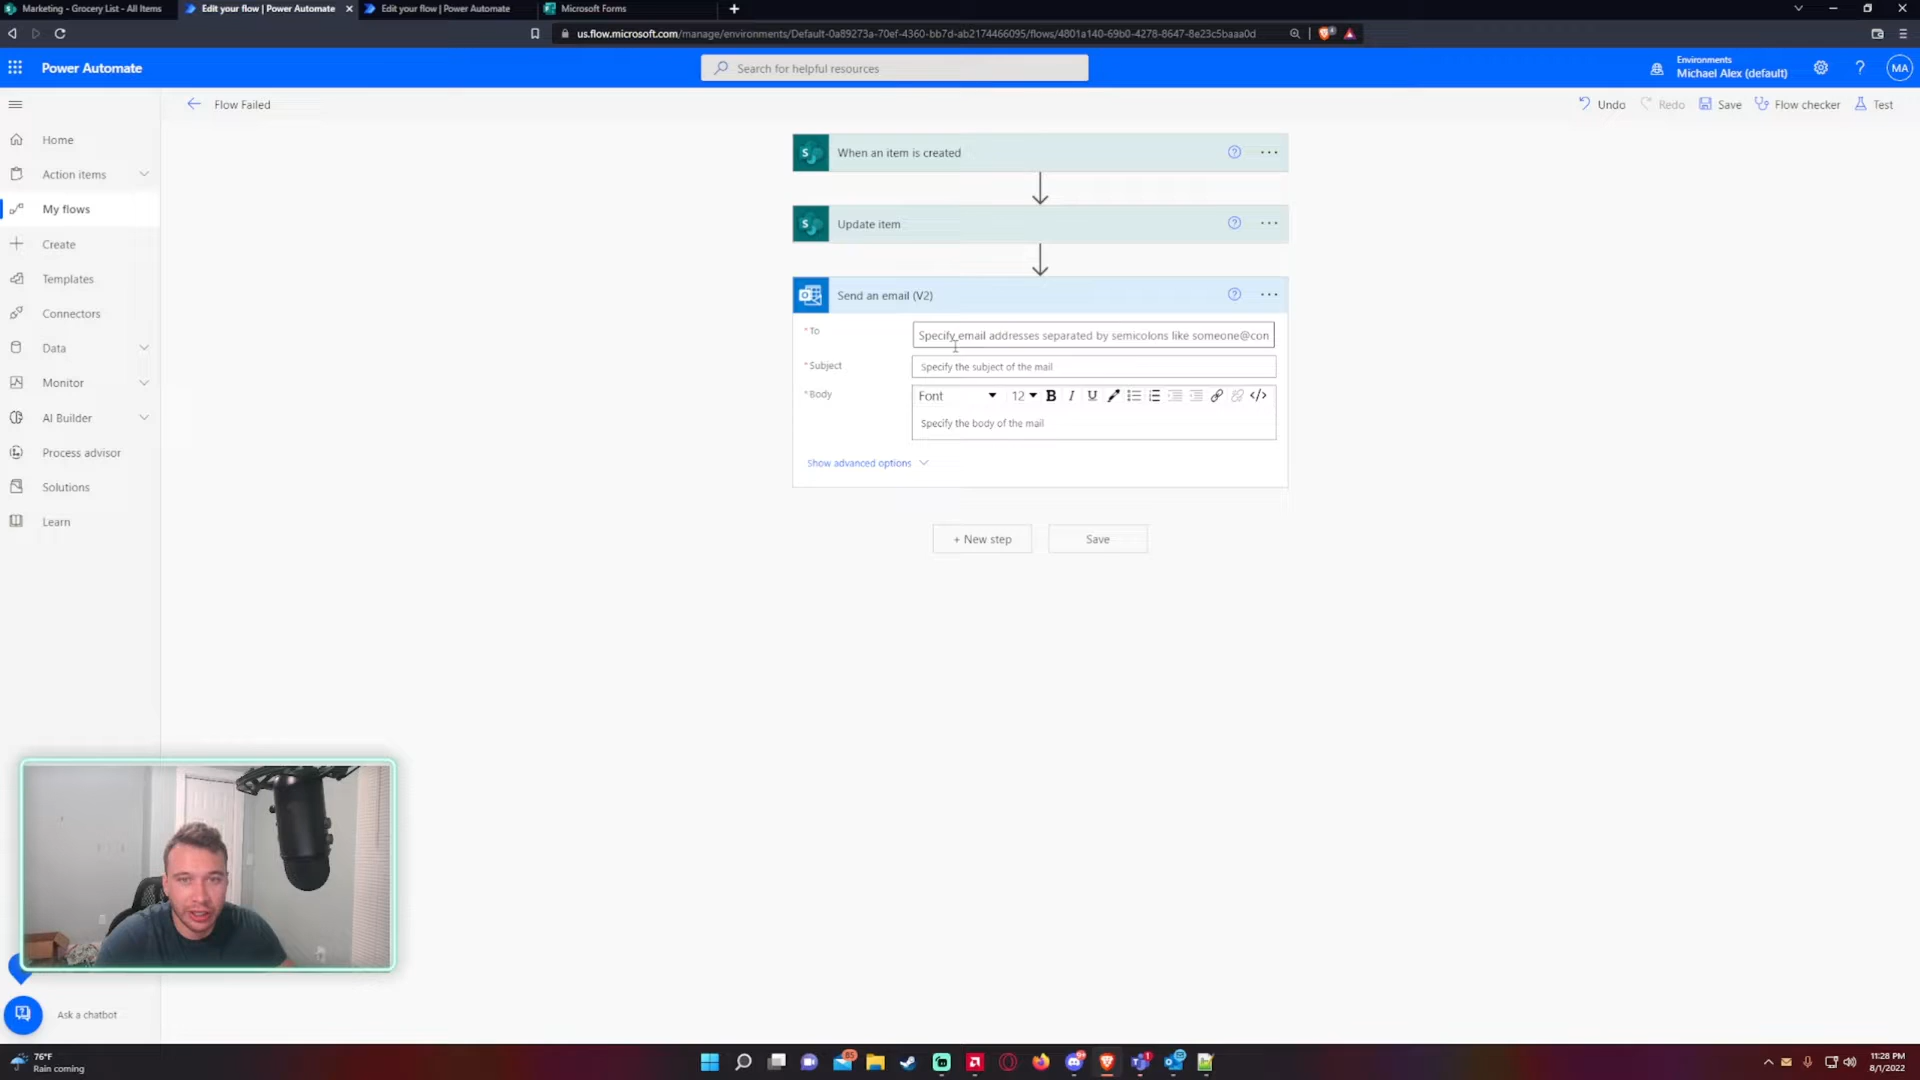 Marketing - Grocery List - All Items
Edit your flow | Power Automate
Edit your flow | Power Automate
Microsoft Forms
us.flow.microsoft.com/manage/environments/Default-0a89273a-70ef-4360-bb7d-ab2174466095/flows/4801a140-69b0-4278-8647-8e23c5baaa0d
Power Automate
Search for helpful resources
Environments
Michael Alex (default)
MA
Flow Failed
Undo
Redo
Save
Flow checker
Test
Home
Action items
My flows
Create
Templates
Connectors
Data
Monitor
AI Builder
Process advisor
Solutions
Learn
When an item is created
Update item
Send an email (V2)
* To
Specify email addresses separated by semicolons like someone@con
* Subject
Specify the subject of the mail
* Body
Font
12
Specify the body of the mail
Show advanced options
+ New step
Save
Ask a chatbot
76°F
Rain coming
11:28 PM
8/1/2022